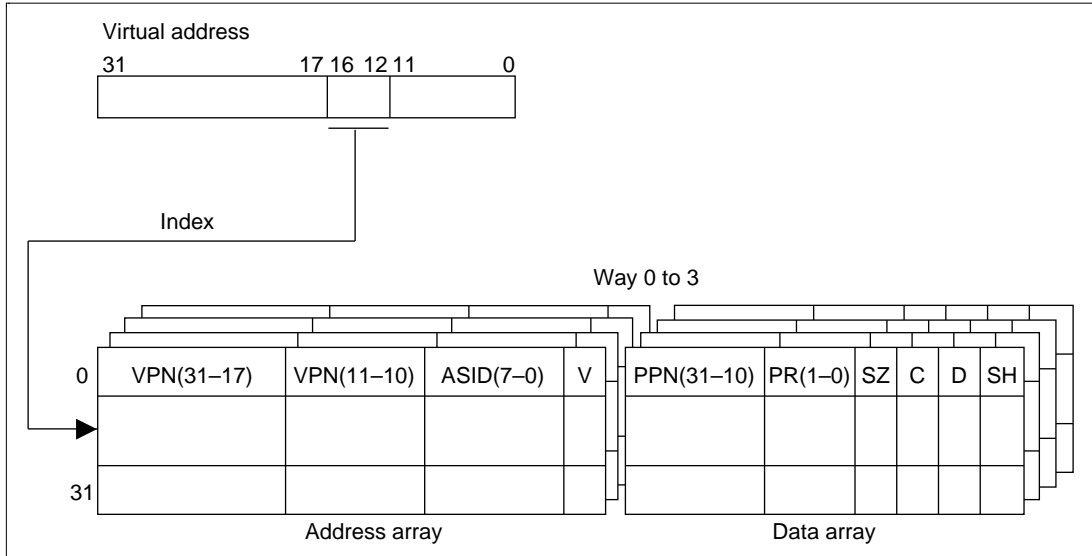 Virtual address
31 17 16 12 11 0
Index
Way 0 to 3
0 VPN(31–17) VPN(11–10) ASID(7–0) V PPN(31–10) PR(1–0) SZ C D SH
31
Address array Data array